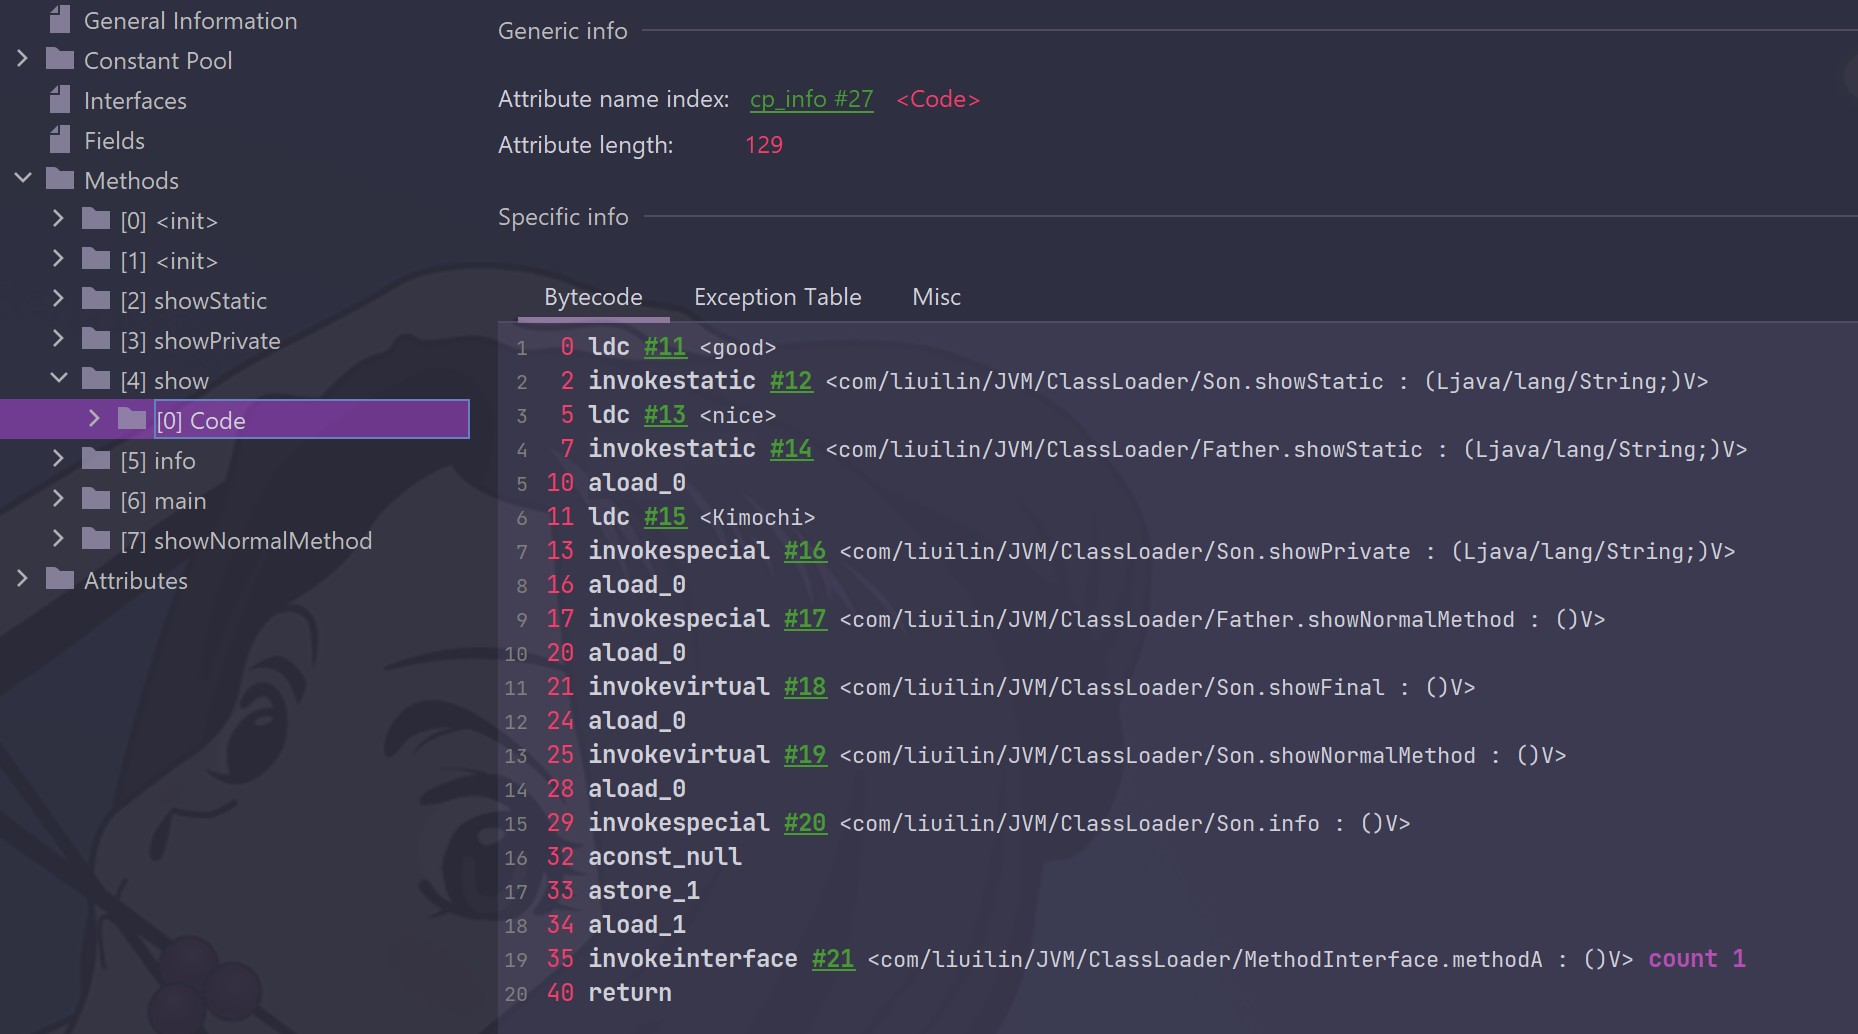 General Information
Constant Pool
Interfaces
Fields
Methods
[0] <init>
[1] <init>
[2] showStatic
[3] showPrivate
[4] show
[0] Code
[5] info
[6] main
[7] showNormalMethod
Attributes
Generic info
Attribute name index: cp_info #27 <Code>
Attribute length: 129
Specific info
Bytecode Exception Table Misc
1 0 ldc #11 <good>
2 2 invokestatic #12 <com/liuilin/JVM/ClassLoader/Son.showStatic : (Ljava/lang/String;)V>
3 5 ldc #13 <nice>
4 7 invokestatic #14 <com/liuilin/JVM/ClassLoader/Father.showStatic : (Ljava/lang/String;)V>
5 10 aload_0
6 11 ldc #15 <Kimochi>
7 13 invokespecial #16 <com/liuilin/JVM/ClassLoader/Son.showPrivate : (Ljava/lang/String;)V>
8 16 aload_0
9 17 invokespecial #17 <com/liuilin/JVM/ClassLoader/Father.showNormalMethod : ()V>
10 20 aload_0
11 21 invokevirtual #18 <com/liuilin/JVM/ClassLoader/Son.showFinal : ()V>
12 24 aload_0
13 25 invokevirtual #19 <com/liuilin/JVM/ClassLoader/Son.showNormalMethod : ()V>
14 28 aload_0
15 29 invokespecial #20 <com/liuilin/JVM/ClassLoader/Son.info : ()V>
16 32 aconst_null
17 33 astore_1
18 34 aload_1
19 35 invokeinterface #21 <com/liuilin/JVM/ClassLoader/MethodInterface.methodA : ()V> count 1
20 40 return